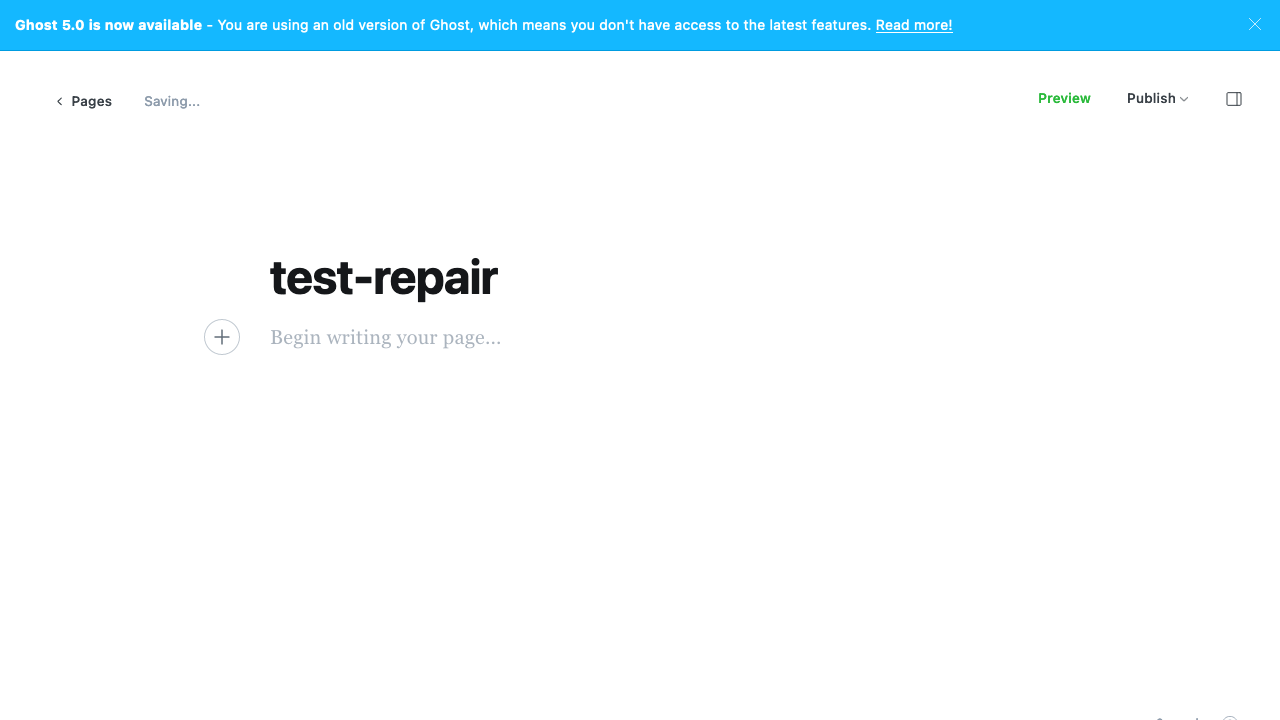 Ghost 5.0 is now available - You are using an old version of Ghost, which means you don't have access to the latest features. Read more!
Pages Saving... Preview Publish
test-repair
Begin writing your page...